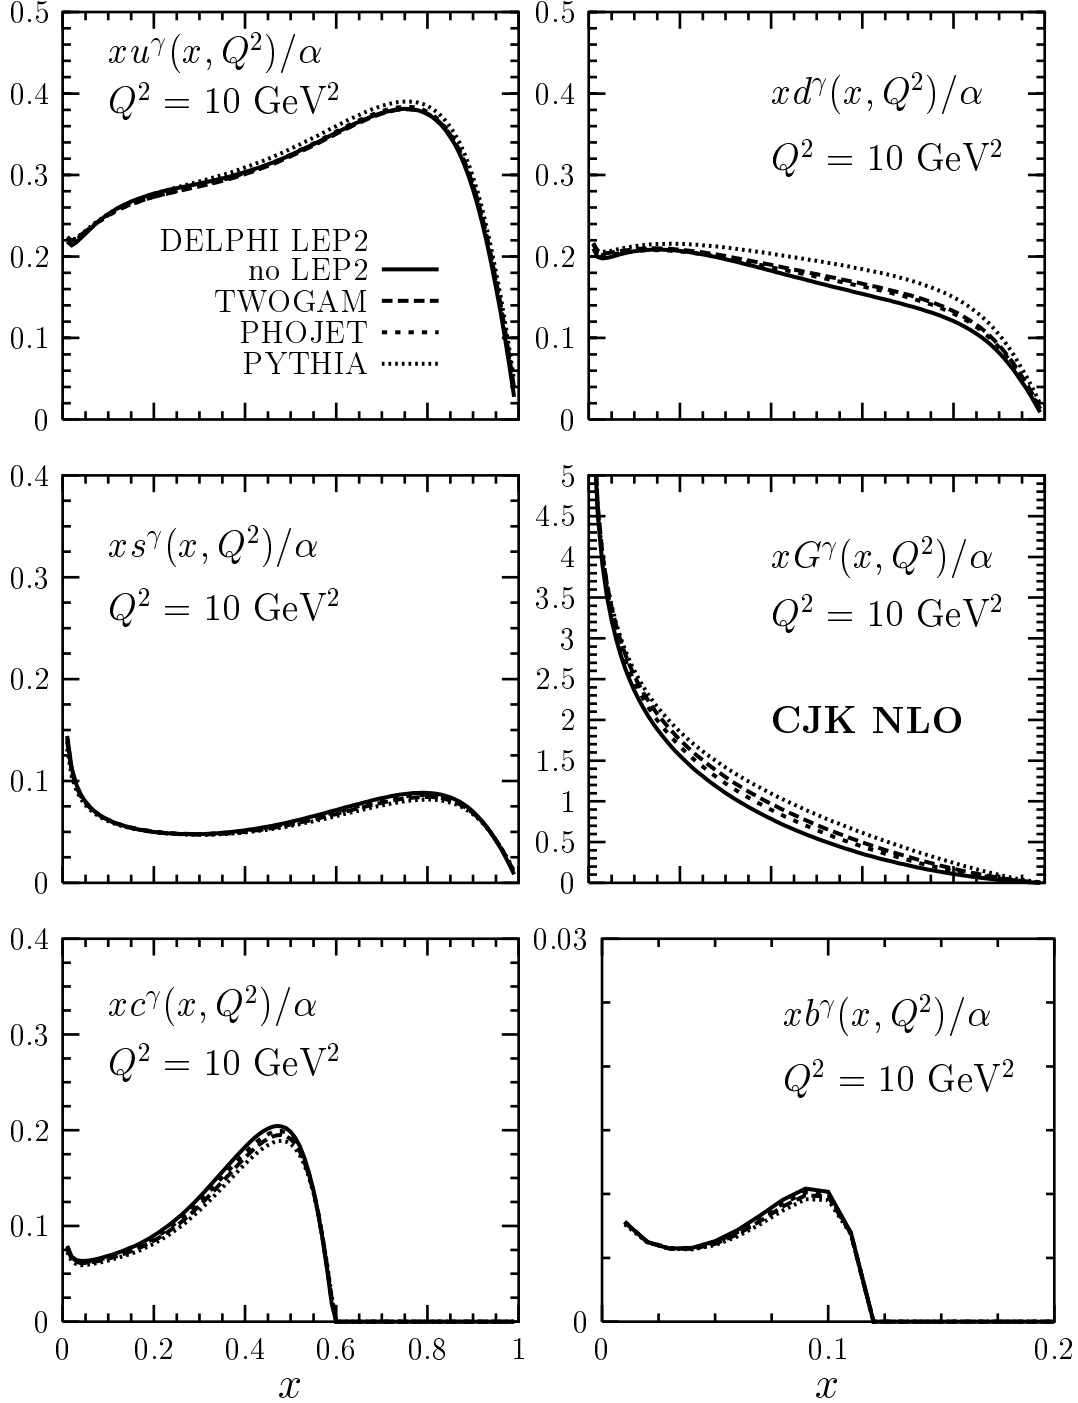 0.5
0.4
0.3
0.2
0.1
0
xu^γ(x, Q²)/α
Q² = 10 GeV²
DELPHI LEP2
no LEP2
TWOGAM
PHOJET
PYTHIA
0.5
0.4
0.3
0.2
0.1
0
xd^γ(x, Q²)/α
Q² = 10 GeV²
0.4
0.3
0.2
0.1
0
xs^γ(x, Q²)/α
Q² = 10 GeV²
5
4.5
4
3.5
3
2.5
2
1.5
1
0.5
0
xG^γ(x, Q²)/α
Q² = 10 GeV²
CJK NLO
0.4
0.3
0.2
0.1
0
xc^γ(x, Q²)/α
Q² = 10 GeV²
0 0.2 0.4 0.6 0.8 1
x
0.03
0
xb^γ(x, Q²)/α
Q² = 10 GeV²
0 0.1 0.2
x